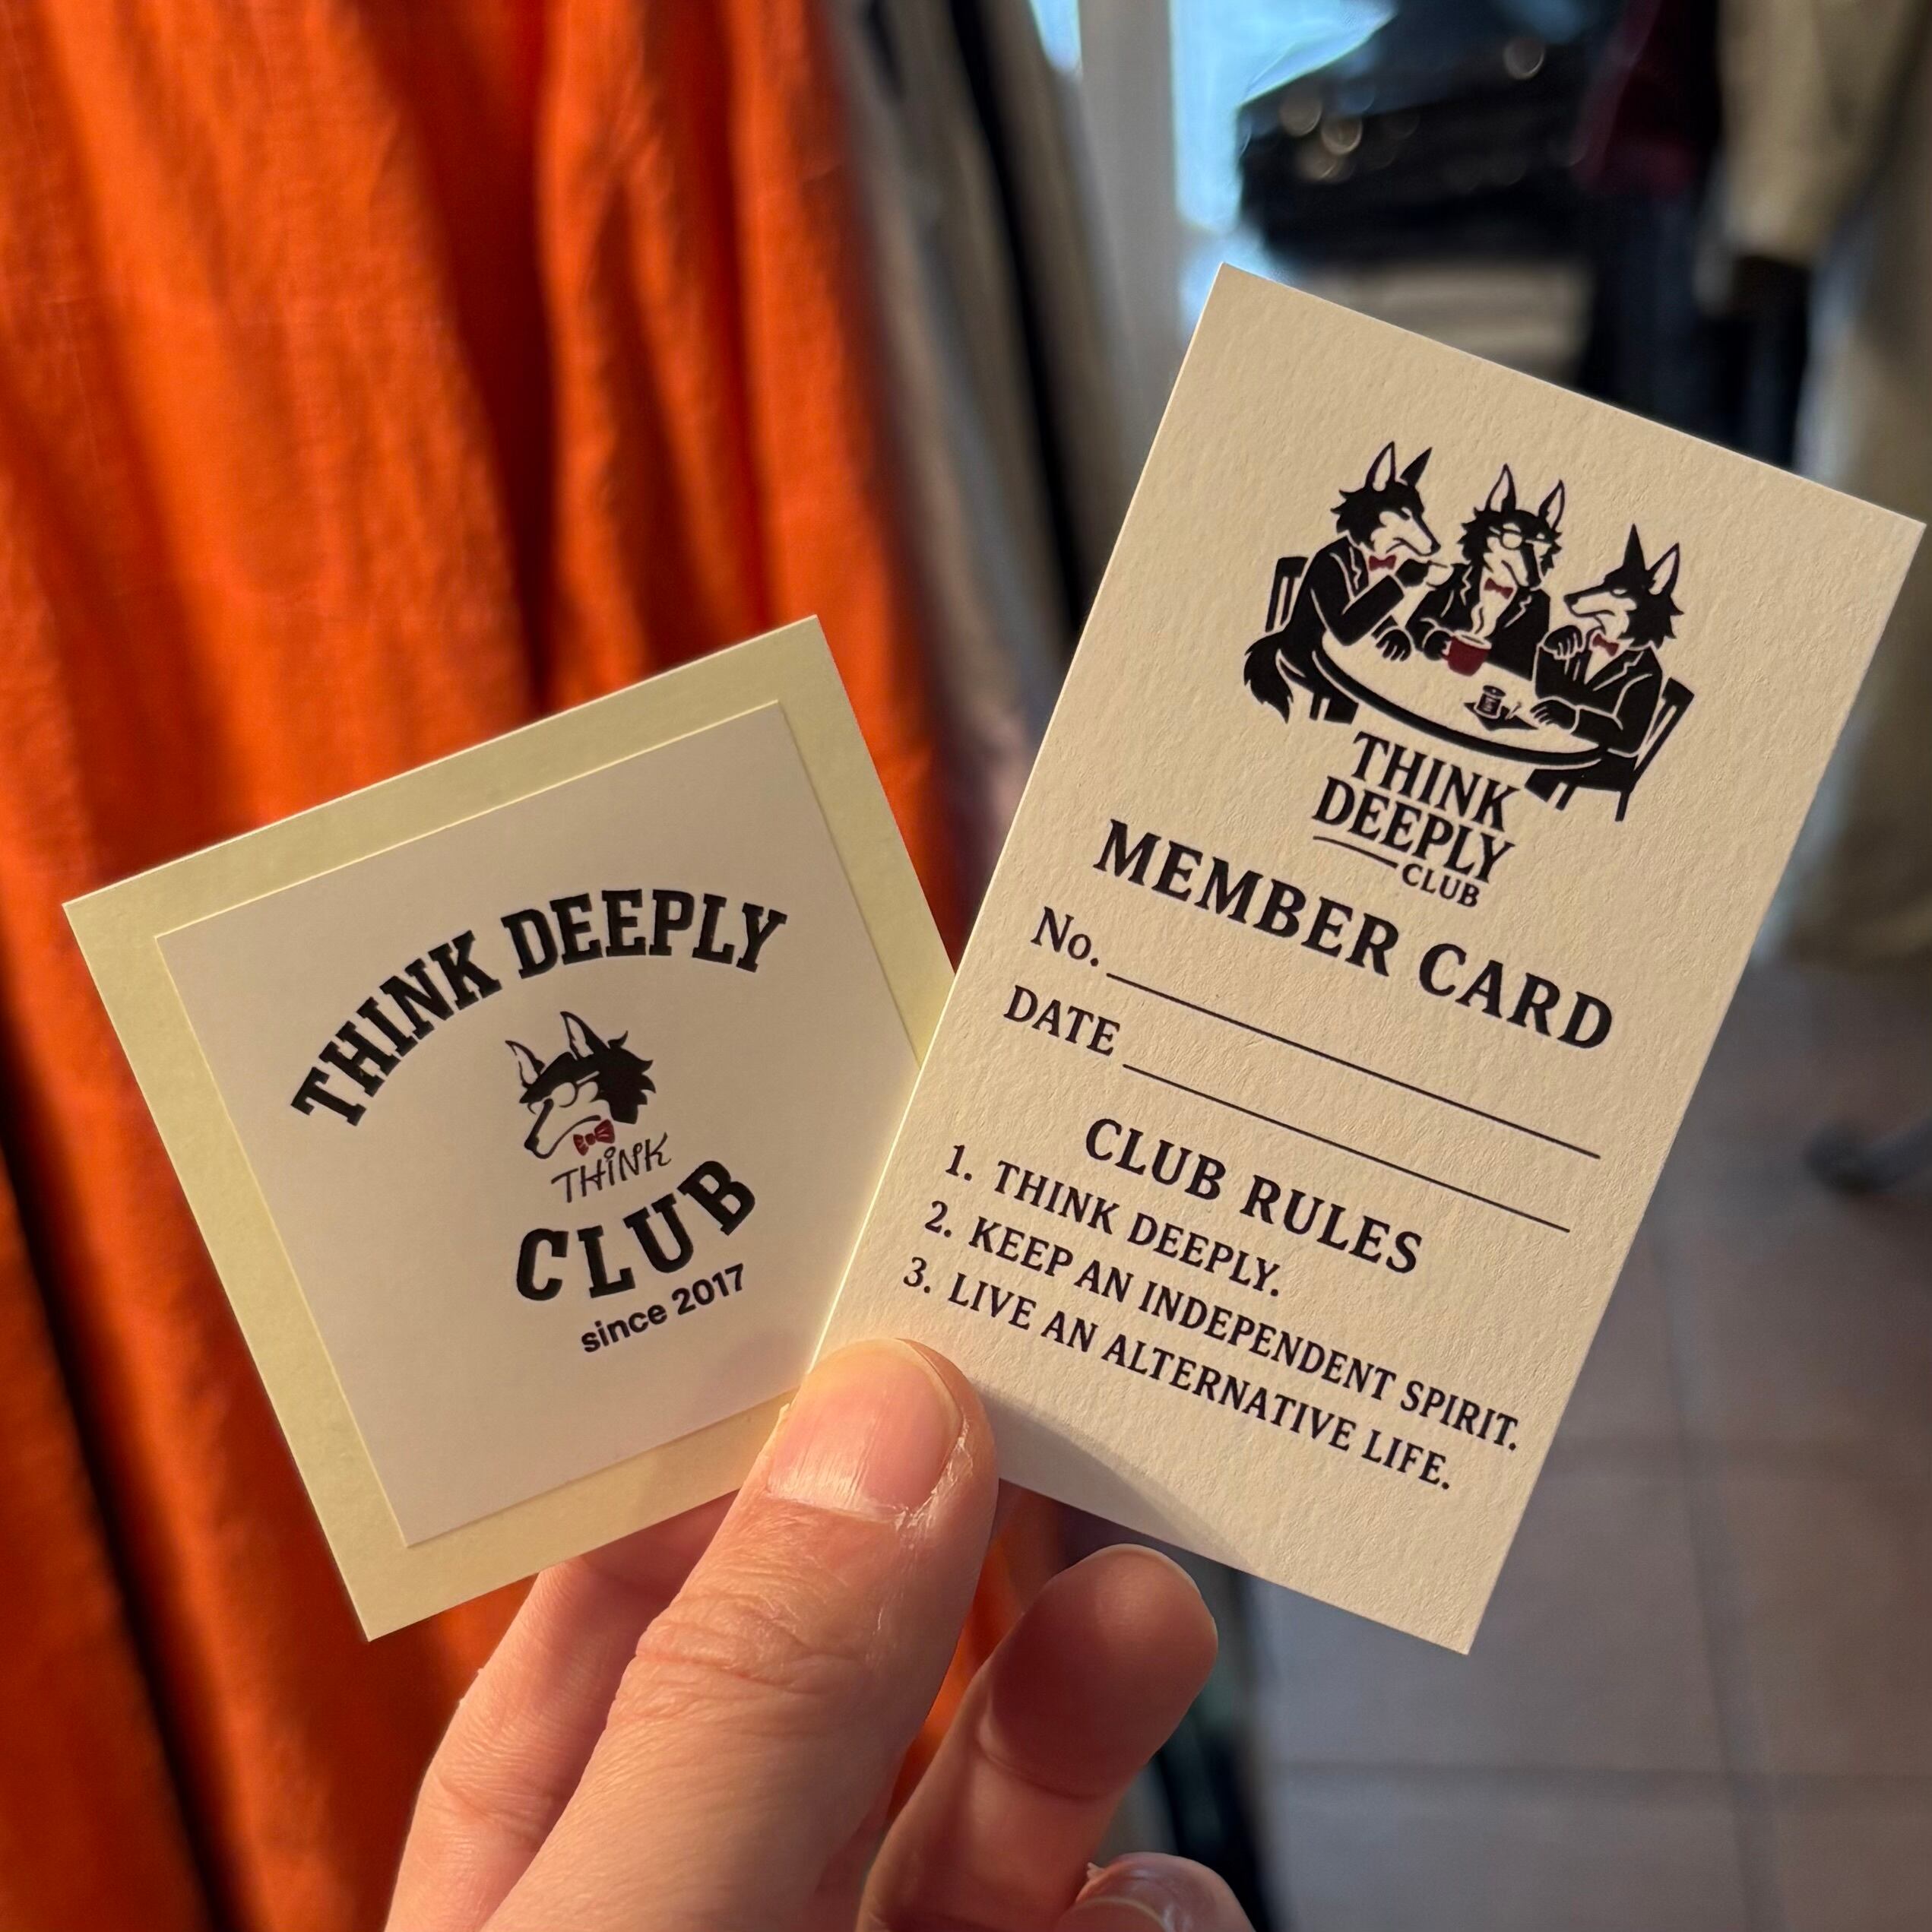 THINK DEEPLY
THiNK
CLUB
since 2017
THINK
DEEPLY
CLUB
MEMBER CARD
No.
DATE
CLUB RULES
1. THINK DEEPLY.
2. KEEP AN INDEPENDENT SPIRIT.
3. LIVE AN ALTERNATIVE LIFE.